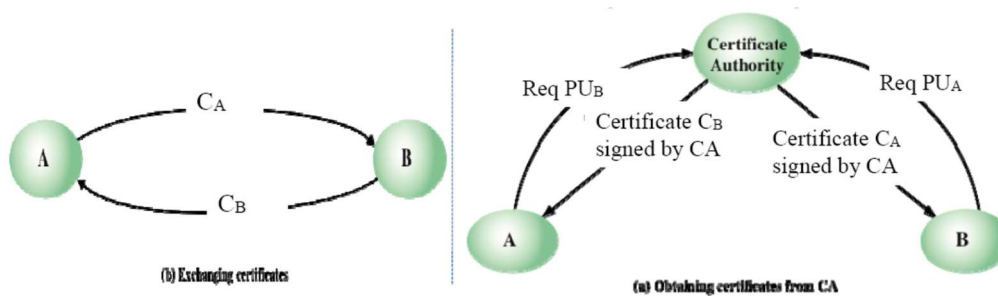 CA
A
B
CB
(b) Exchanging certificates
Certificate
Authority
Req PUB
Req PUA
Certificate CB
signed by CA
Certificate CA
signed by CA
A
B
(a) Obtaining certificates from CA